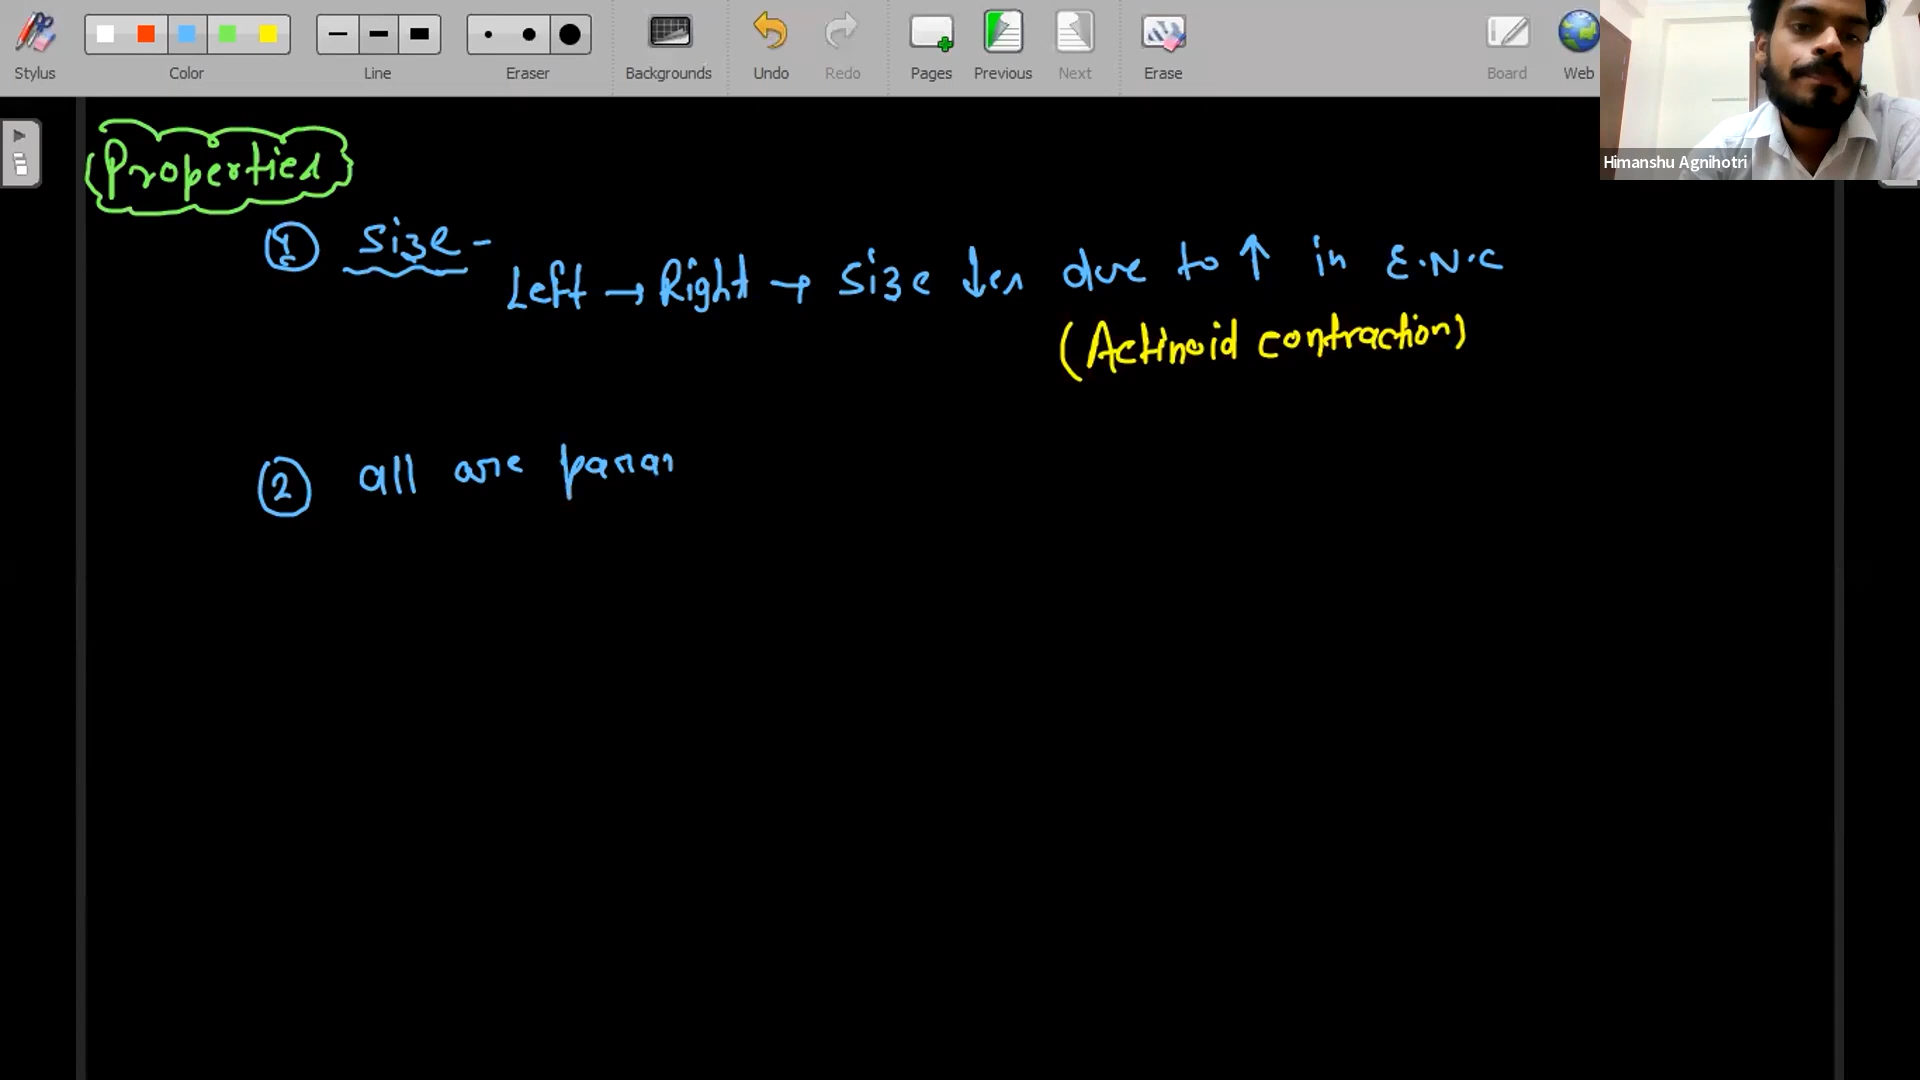 Stylus Color Line Eraser Backgrounds Undo Redo Pages Previous Next Erase Board Web
Himanshu Agnihotri
Properties
① Size -
Left → Right → Size ↓es due to ↑ in E.N.C
(Actinoid contraction)
② all are param